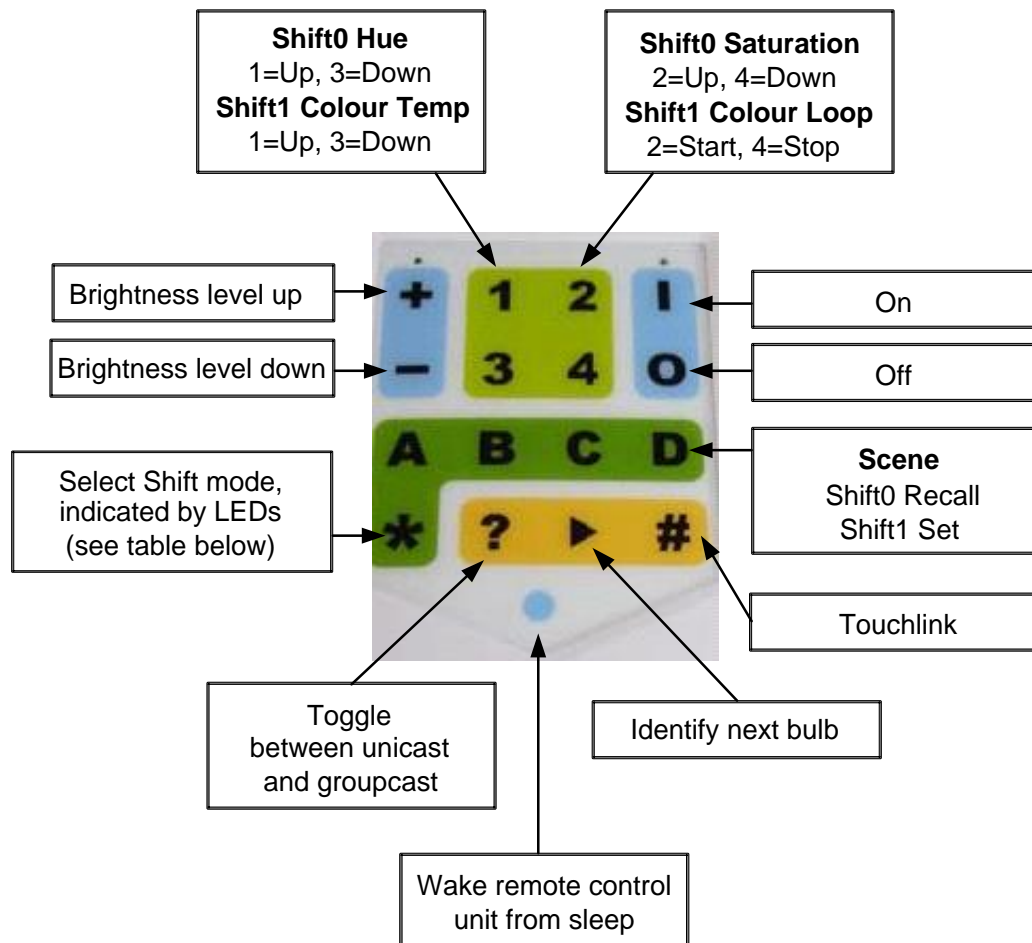 Shift0 Hue
1=Up, 3=Down
Shift1 Colour Temp
1=Up, 3=Down
Shift0 Saturation
2=Up, 4=Down
Shift1 Colour Loop
2=Start, 4=Stop
Brightness level up
+ 1 2 I
On
Brightness level down
– 3 4 O
Off
A B C D
Scene
Shift0 Recall
Shift1 Set
Select Shift mode,
indicated by LEDs
(see table below)
* ? ► #
Touchlink
Toggle
between unicast
and groupcast
Identify next bulb
Wake remote control
unit from sleep